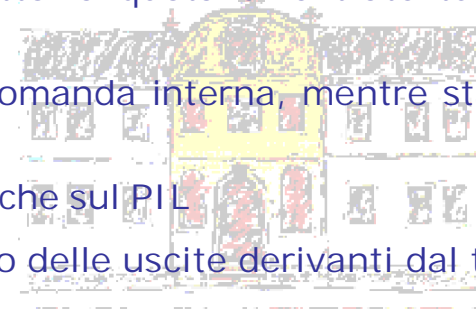 omanda interna, mentre st
che sul PIL
o delle uscite derivanti dal f